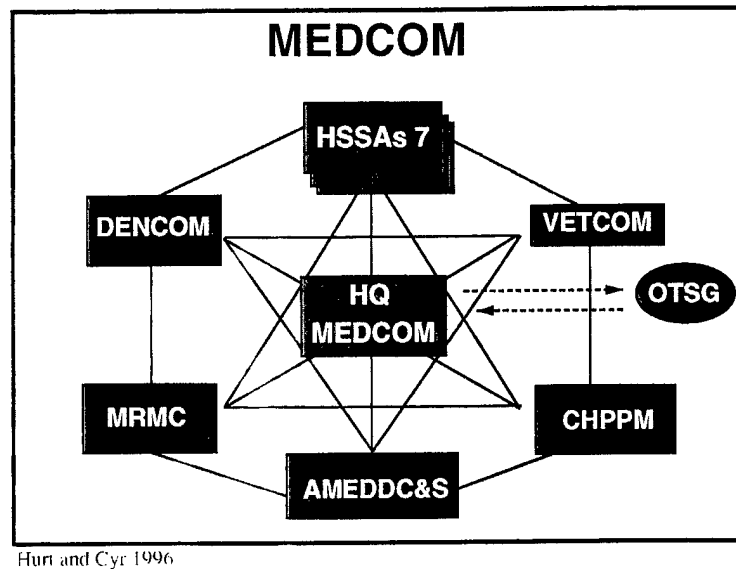 MEDCOM
HSSAs 7
DENCOM
VETCOM
HQ
MEDCOM
OTSG
MRMC
CHPPM
AMEDDC&S
Hurt and Cyr 1996